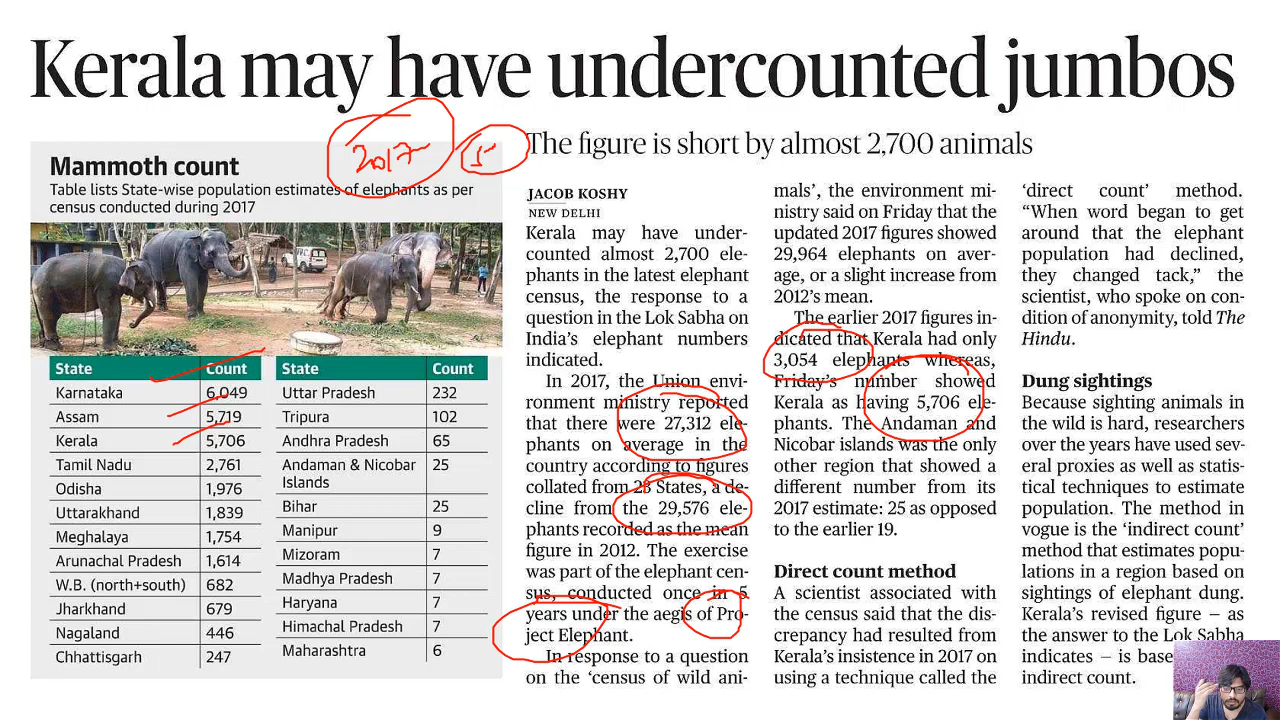 Kerala may have undercounted jumbos
2017
5
The figure is short by almost 2,700 animals
Mammoth count
Table lists State-wise population estimates of elephants as per
census conducted during 2017
State Count
Karnataka 6,049
Assam 5,719
Kerala 5,706
Tamil Nadu 2,761
Odisha 1,976
Uttarakhand 1,839
Meghalaya 1,754
Arunachal Pradesh 1,614
W.B. (north+south) 682
Jharkhand 679
Nagaland 446
Chhattisgarh 247
State Count
Uttar Pradesh 232
Tripura 102
Andhra Pradesh 65
Andaman & Nicobar 25
Islands
Bihar 25
Manipur 9
Mizoram 7
Madhya Pradesh 7
Haryana 7
Himachal Pradesh 7
Maharashtra 6
JACOB KOSHY
NEW DELHI
Kerala may have under-
counted almost 2,700 ele-
phants in the latest elephant
census, the response to a
question in the Lok Sabha on
India's elephant numbers
indicated.
In 2017, the Union envi-
ronment ministry reported
that there were 27,312 ele-
phants on average in the
country according to figures
collated from 23 States, a de-
cline from the 29,576 ele-
phants recorded as the mean
figure in 2012. The exercise
was part of the elephant cen-
sus, conducted once in 5
years under the aegis of Pro-
ject Elephant.
In response to a question
on the 'census of wild ani-
mals', the environment mi-
nistry said on Friday that the
updated 2017 figures showed
29,964 elephants on aver-
age, or a slight increase from
2012's mean.
The earlier 2017 figures in-
dicated that Kerala had only
3,054 elephants whereas,
Friday's number showed
Kerala as having 5,706 ele-
phants. The Andaman and
Nicobar islands was the only
other region that showed a
different number from its
2017 estimate: 25 as opposed
to the earlier 19.
Direct count method
A scientist associated with
the census said that the dis-
crepancy had resulted from
Kerala's insistence in 2017 on
using a technique called the
'direct count' method.
"When word began to get
around that the elephant
population had declined,
they changed tack," the
scientist, who spoke on con-
dition of anonymity, told The
Hindu.
Dung sightings
Because sighting animals in
the wild is hard, researchers
over the years have used sev-
eral proxies as well as statis-
tical techniques to estimate
population. The method in
vogue is the 'indirect count'
method that estimates popu-
lations in a region based on
sightings of elephant dung.
Kerala's revised figure – as
the answer to the Lok Sabha
indicates – is
indirect count.